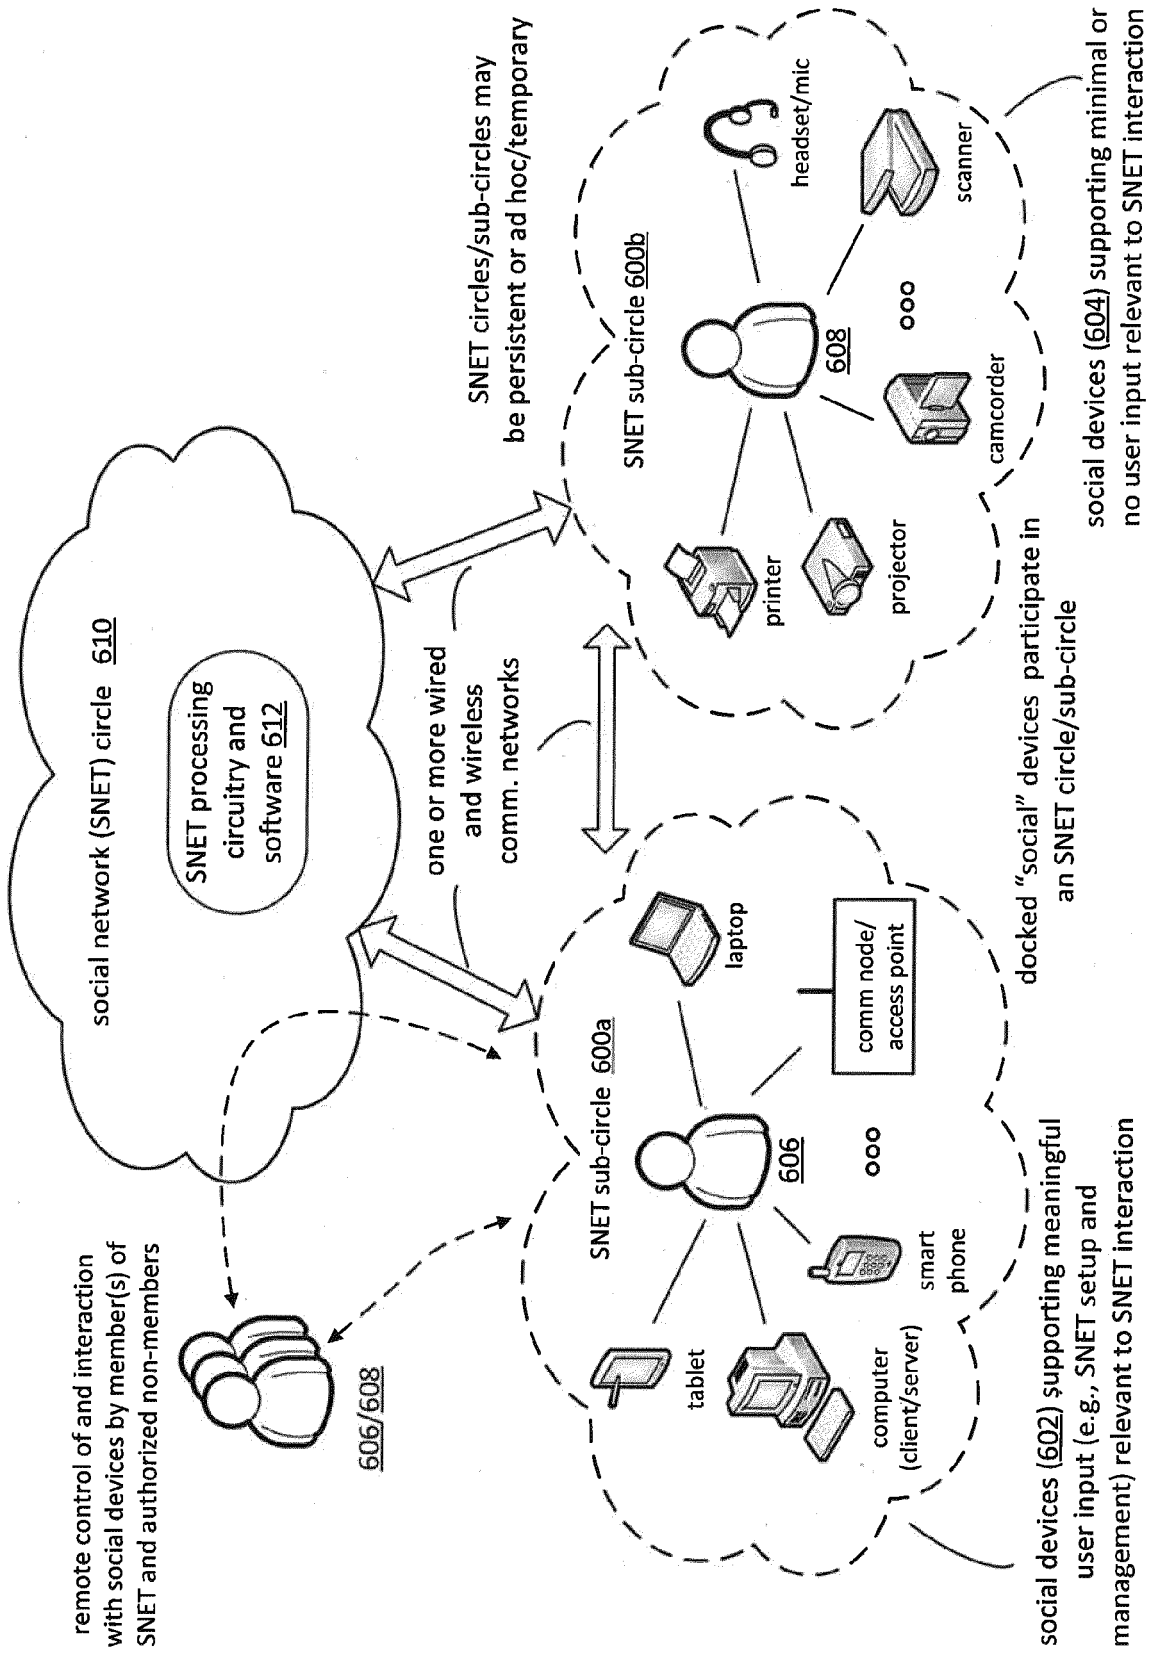 remote control of and interaction
with social devices by member(s) of
SNET and authorized non-members
606/608
social network (SNET) circle 610
SNET processing
circuitry and
software 612
one or more wired
and wireless
comm. networks
SNET circles/sub-circles may
be persistent or ad hoc/temporary
SNET sub-circle 600a
laptop
tablet
606
comm node/
access point
computer
(client/server)
smart
phone
SNET sub-circle 600b
headset/mic
printer
608
scanner
projector
camcorder
docked “social” devices participate in
an SNET circle/sub-circle
social devices (602) supporting meaningful
user input (e.g., SNET setup and
management) relevant to SNET interaction
social devices (604) supporting minimal or
no user input relevant to SNET interaction